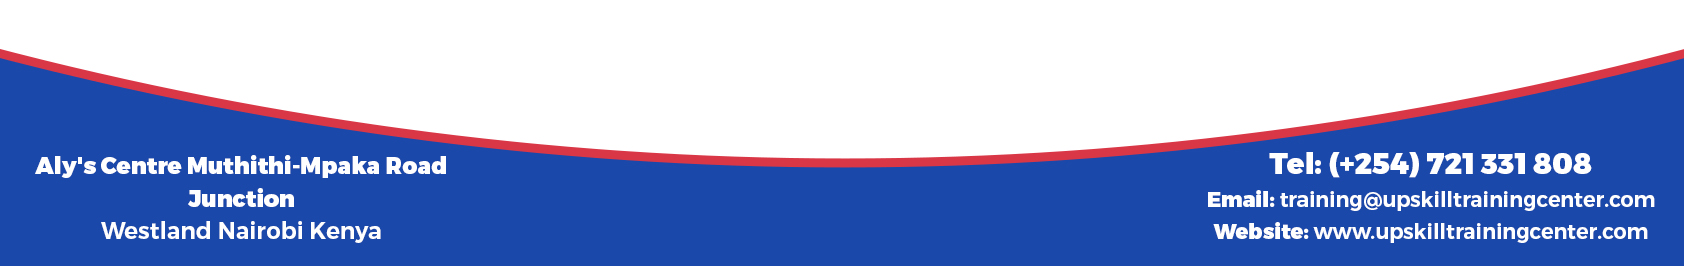 Aly's Centre Muthithi-Mpaka Road
Junction
Westland Nairobi Kenya
Tel: (+254) 721 331 808
Email: training@upskilltrainingcenter.com
Website: www.upskilltrainingcenter.com